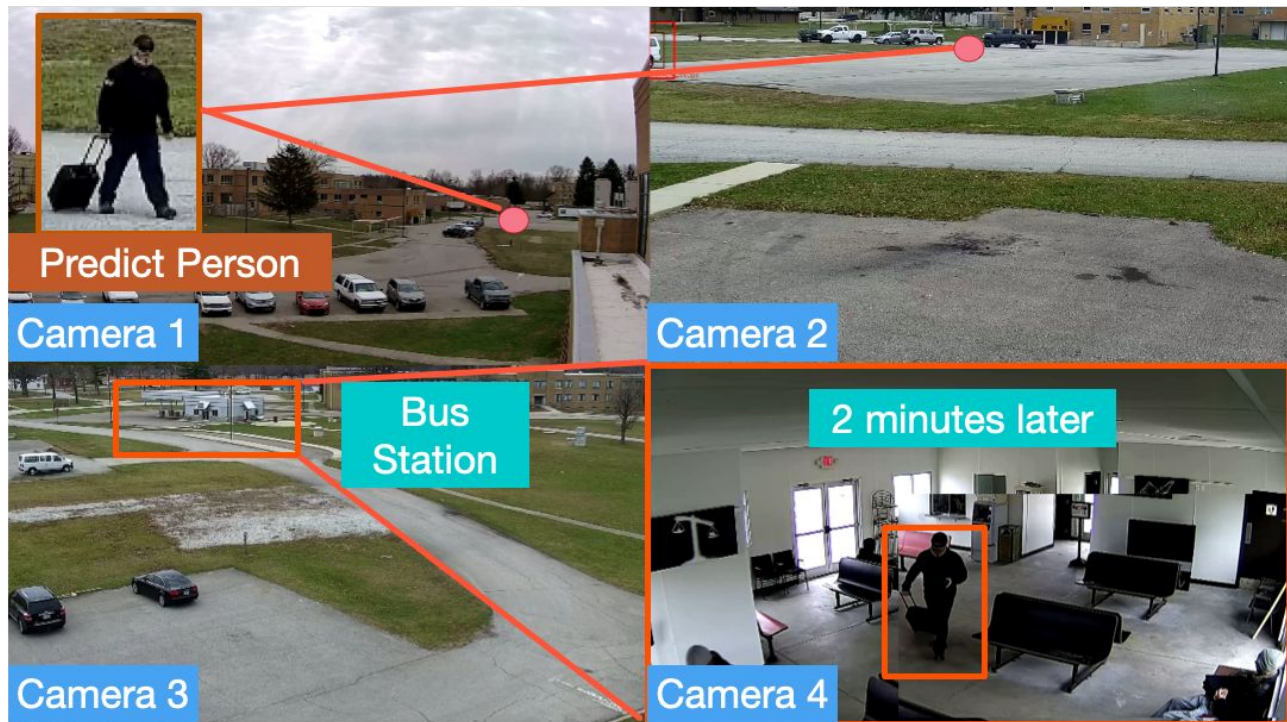 Predict Person
Camera 1
Camera 2
Bus
Station
2 minutes later
Camera 3
Camera 4